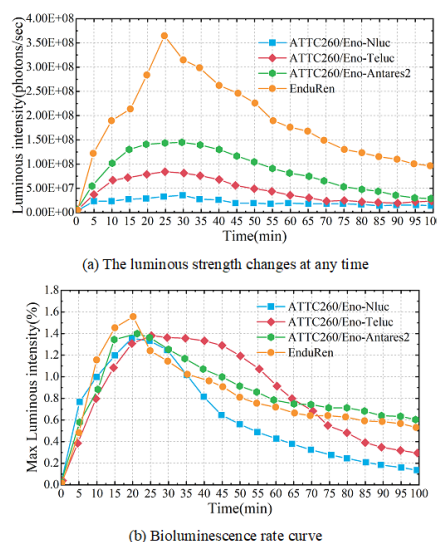 4.00E+08
3.50E+08
3.00E+08
2.50E+08
2.00E+08
1.50E+08
1.00E+08
5.00E+07
0.00E+00
Luminous intensity(photons/sec)
ATTC260/Eno-Nluc
ATTC260/Eno-Teluc
ATTC260/Eno-Antares2
EnduRen
0 5 10 15 20 25 30 35 40 45 50 55 60 65 70 75 80 85 90 95 100
Time(min)
(a) The luminous strength changes at any time
1.8
1.6
1.4
1.2
1.0
0.8
0.6
0.4
0.2
0.0
Max Luminous intensity(%)
ATTC260/Eno-Nluc
ATTC260/Eno-Teluc
ATTC260/Eno-Antares2
EnduRen
0 5 10 15 20 25 30 35 40 45 50 55 60 65 70 75 80 85 90 95 100
Time(min)
(b) Bioluminescence rate curve